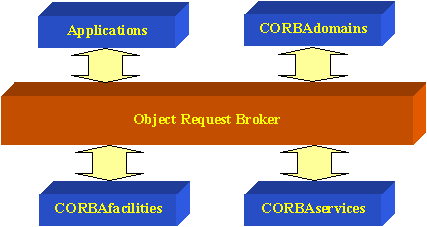 Applications
CORBAdomains
Object Request Broker
CORBAfacilities
CORBAservices